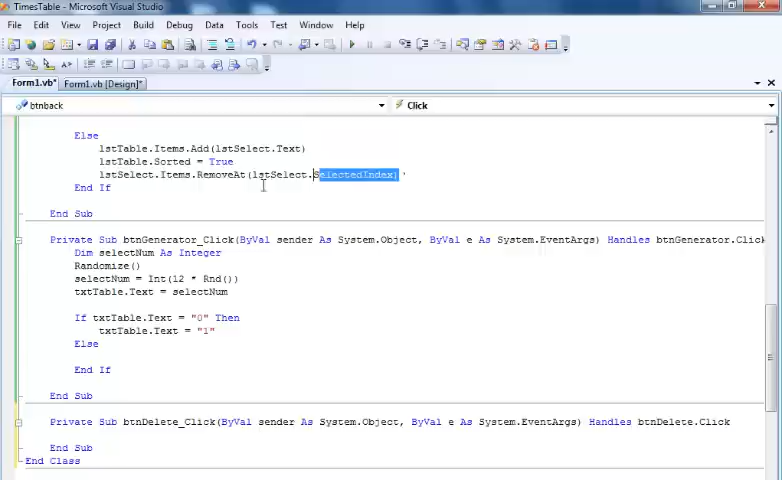 TimesTable - Microsoft Visual Studio
File Edit View Project Build Debug Data Tools Test Window Help
Form1.vb* Form1.vb [Design]*
btnback Click
Else
lstTable.Items.Add(lstSelect.Text)
lstTable.Sorted = True
lstSelect.Items.RemoveAt(lstSelect.SelectedIndex) '
End If
End Sub
Private Sub btnGenerator_Click(ByVal sender As System.Object, ByVal e As System.EventArgs) Handles btnGenerator.Click
Dim selectNum As Integer
Randomize()
selectNum = Int(12 * Rnd())
txtTable.Text = selectNum
If txtTable.Text = "0" Then
txtTable.Text = "1"
Else
End If
End Sub
Private Sub btnDelete_Click(ByVal sender As System.Object, ByVal e As System.EventArgs) Handles btnDelete.Click
End Sub
End Class